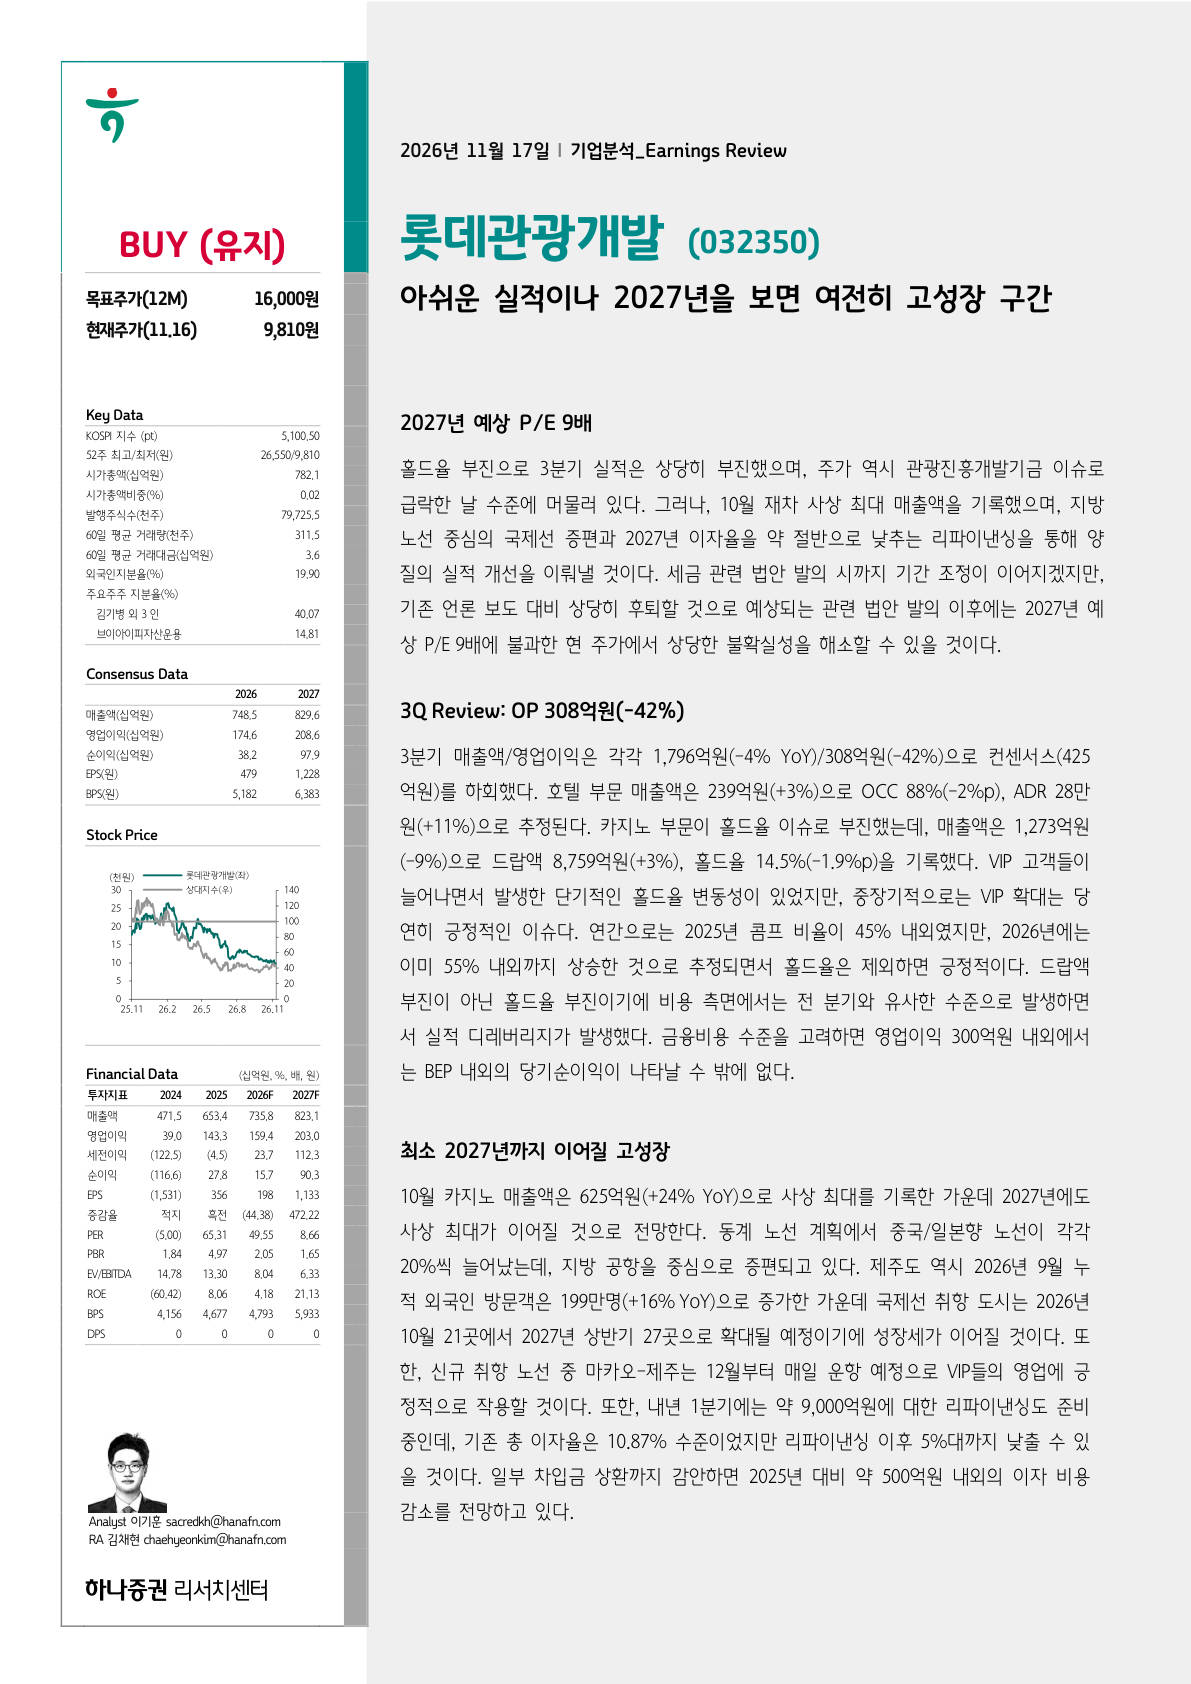 BUY (유지)
목표주가(12M) 16,000원
현재주가(11.16) 9,810원
Key Data
KOSPI 지수 (pt) 5,100.50
52주 최고/최저(원) 26,550/9,810
시가총액(십억원) 782.1
시가총액비중(%) 0.02
발행주식수(천주) 79,725.5
60일 평균 거래량(천주) 311.5
60일 평균 거래대금(십억원) 3.6
외국인지분율(%) 19.90
주요주주 지분율(%)
김기병 외 3 인 40.07
브이아이피자산운용 14.81
Consensus Data
2026 2027
매출액(십억원) 748.5 829.6
영업이익(십억원) 174.6 208.6
순이익(십억원) 38.2 97.9
EPS(원) 479 1,228
BPS(원) 5,182 6,383
Stock Price
(천원) 롯데관광개발(좌)
상대지수(우)
30 140
120
25
100
20
80
15
60
10
40
5
20
0 0
25.11 26.2 26.5 26.8 26.11
Financial Data (십억원, %, 배, 원)
투자지표 2024 2025 2026F 2027F
매출액 471.5 653.4 735.8 823.1
영업이익 39.0 143.3 159.4 203.0
세전이익 (122.5) (4.5) 23.7 112.3
순이익 (116.6) 27.8 15.7 90.3
EPS (1,531) 356 198 1,133
증감율 적지 흑전 (44.38) 472.22
PER (5.00) 65.31 49.55 8.66
PBR 1.84 4.97 2.05 1.65
EV/EBITDA 14.78 13.30 8.04 6.33
ROE (60.42) 8.06 4.18 21.13
BPS 4,156 4,677 4,793 5,933
DPS 0 0 0 0
Analyst 이기훈 sacredkh@hanafn.com
RA 김채현 chaehyeonkim@hanafn.com
하나증권 리서치센터
2026년 11월 17일 | 기업분석_Earnings Review
롯데관광개발 (032350)
아쉬운 실적이나 2027년을 보면 여전히 고성장 구간
2027년 예상 P/E 9배
홀드율 부진으로 3분기 실적은 상당히 부진했으며, 주가 역시 관광진흥개발기금 이슈로
급락한 날 수준에 머물러 있다. 그러나, 10월 재차 사상 최대 매출액을 기록했으며, 지방
노선 중심의 국제선 증편과 2027년 이자율을 약 절반으로 낮추는 리파이낸싱을 통해 양
질의 실적 개선을 이뤄낼 것이다. 세금 관련 법안 발의 시까지 기간 조정이 이어지겠지만,
기존 언론 보도 대비 상당히 후퇴할 것으로 예상되는 관련 법안 발의 이후에는 2027년 예
상 P/E 9배에 불과한 현 주가에서 상당한 불확실성을 해소할 수 있을 것이다.
3Q Review: OP 308억원(-42%)
3분기 매출액/영업이익은 각각 1,796억원(-4% YoY)/308억원(-42%)으로 컨센서스(425
억원)를 하회했다. 호텔 부문 매출액은 239억원(+3%)으로 OCC 88%(-2%p), ADR 28만
원(+11%)으로 추정된다. 카지노 부문이 홀드율 이슈로 부진했는데, 매출액은 1,273억원
(-9%)으로 드랍액 8,759억원(+3%), 홀드율 14.5%(-1.9%p)을 기록했다. VIP 고객들이
늘어나면서 발생한 단기적인 홀드율 변동성이 있었지만, 중장기적으로는 VIP 확대는 당
연히 긍정적인 이슈다. 연간으로는 2025년 콤프 비율이 45% 내외였지만, 2026년에는
이미 55% 내외까지 상승한 것으로 추정되면서 홀드율은 제외하면 긍정적이다. 드랍액
부진이 아닌 홀드율 부진이기에 비용 측면에서는 전 분기와 유사한 수준으로 발생하면
서 실적 디레버리지가 발생했다. 금융비용 수준을 고려하면 영업이익 300억원 내외에서
는 BEP 내외의 당기순이익이 나타날 수 밖에 없다.
최소 2027년까지 이어질 고성장
10월 카지노 매출액은 625억원(+24% YoY)으로 사상 최대를 기록한 가운데 2027년에도
사상 최대가 이어질 것으로 전망한다. 동계 노선 계획에서 중국/일본향 노선이 각각
20%씩 늘어났는데, 지방 공항을 중심으로 증편되고 있다. 제주도 역시 2026년 9월 누
적 외국인 방문객은 199만명(+16% YoY)으로 증가한 가운데 국제선 취항 도시는 2026년
10월 21곳에서 2027년 상반기 27곳으로 확대될 예정이기에 성장세가 이어질 것이다. 또
한, 신규 취항 노선 중 마카오-제주는 12월부터 매일 운항 예정으로 VIP들의 영업에 긍
정적으로 작용할 것이다. 또한, 내년 1분기에는 약 9,000억원에 대한 리파이낸싱도 준비
중인데, 기존 총 이자율은 10.87% 수준이었지만 리파이낸싱 이후 5%대까지 낮출 수 있
을 것이다. 일부 차입금 상환까지 감안하면 2025년 대비 약 500억원 내외의 이자 비용
감소를 전망하고 있다.